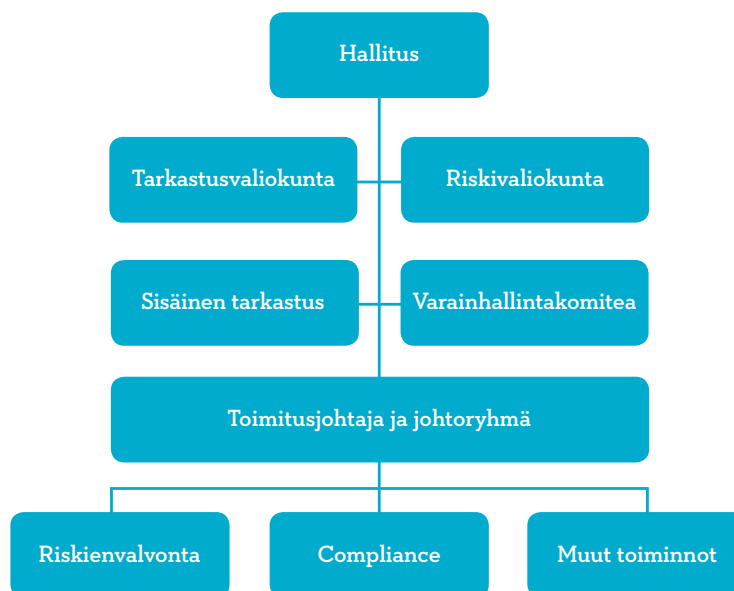 Hallitus
Tarkastusvaliokunta
Riskivaliokunta
Sisäinen tarkastus
Varainhallintakomitea
Toimitusjohtaja ja johtoryhmä
Riskienvalvonta
Compliance
Muut toiminnot